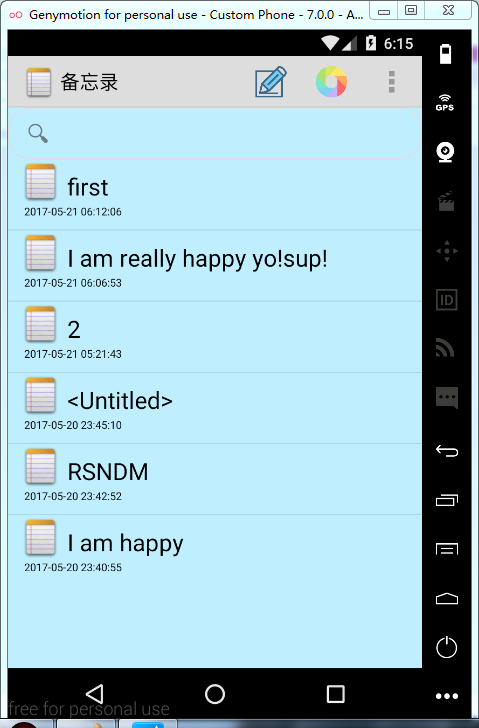 Genymotion for personal use - Custom Phone - 7.0.0 - A...
6:15
备忘录
GPS
first
2017-05-21 06:12:06
I am really happy yo!sup!
2017-05-21 06:06:53
2
2017-05-21 05:21:43
ID
<Untitled>
2017-05-20 23:45:10
RSNDM
2017-05-20 23:42:52
I am happy
2017-05-20 23:40:55
free for personal use